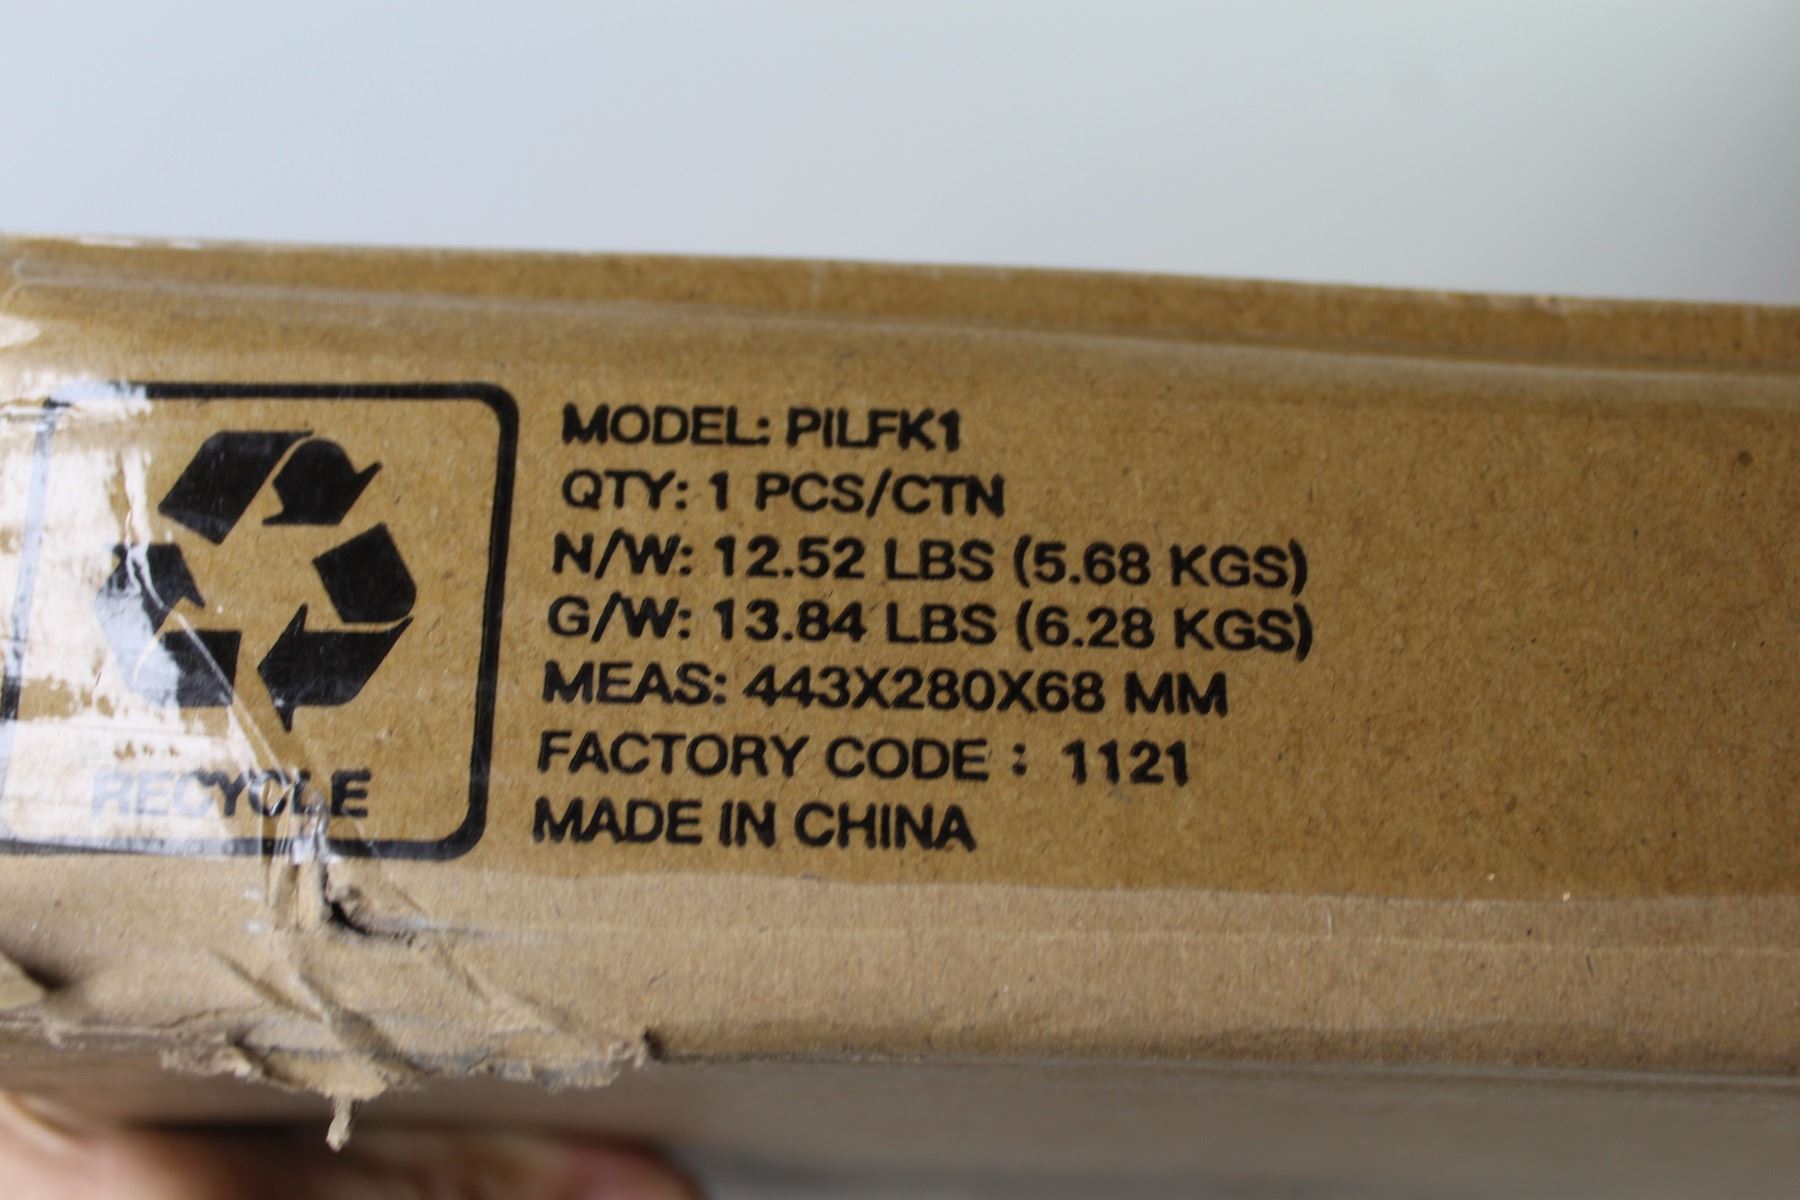 MODEL: PILFK1
QTY: 1 PCS/CTN
N/W: 12.52 LBS (5.68 KGS)
G/W: 13.84 LBS (6.28 KGS)
MEAS: 443X280X68 MM
FACTORY CODE : 1121
MADE IN CHINA
RECYCLE